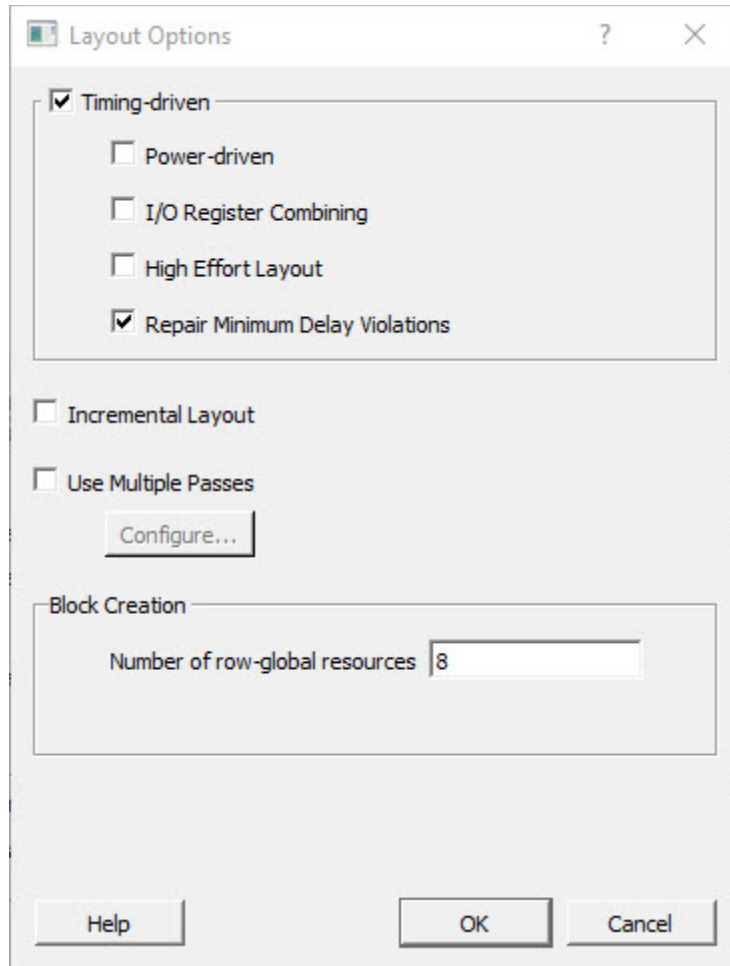 Layout Options
Timing-driven
Power-driven
I/O Register Combining
High Effort Layout
Repair Minimum Delay Violations
Incremental Layout
Use Multiple Passes
Configure...
Block Creation
Number of row-global resources 8
Help OK Cancel